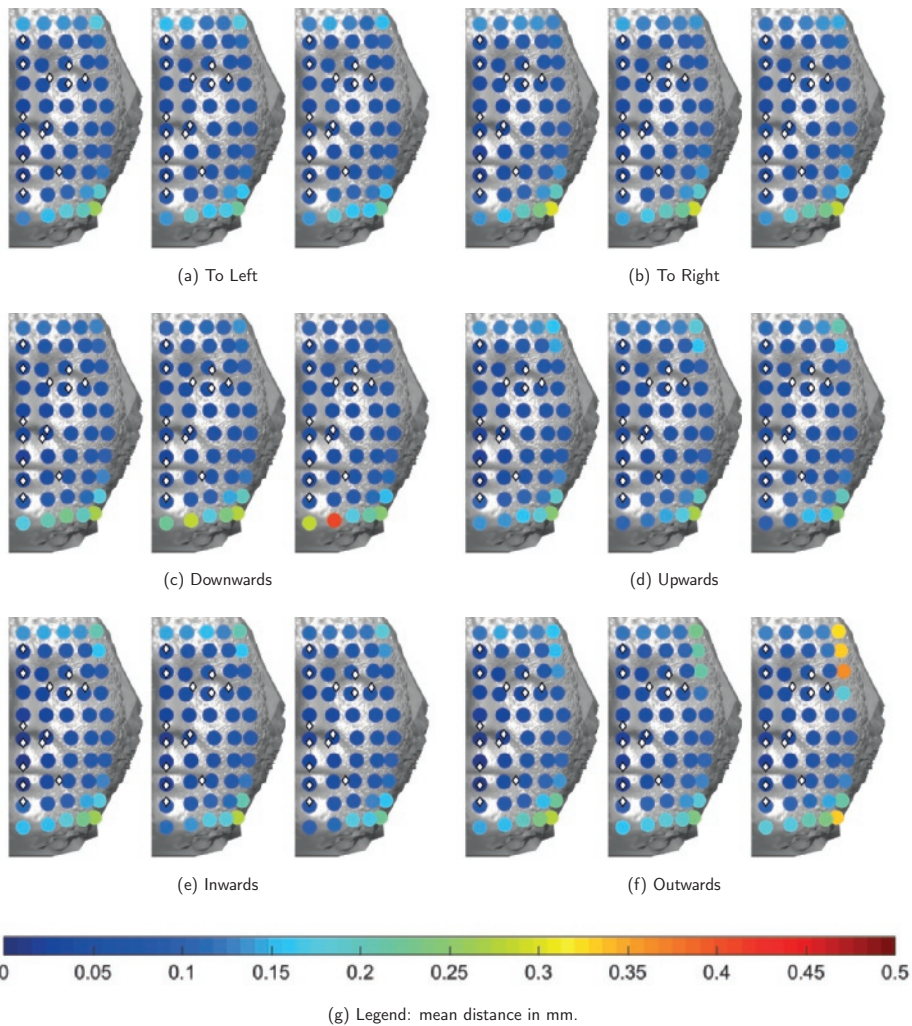 (a) To Left
(b) To Right
(c) Downwards
(d) Upwards
(e) Inwards
(f) Outwards
0 0.05 0.1 0.15 0.2 0.25 0.3 0.35 0.4 0.45 0.5
(g) Legend: mean distance in mm.